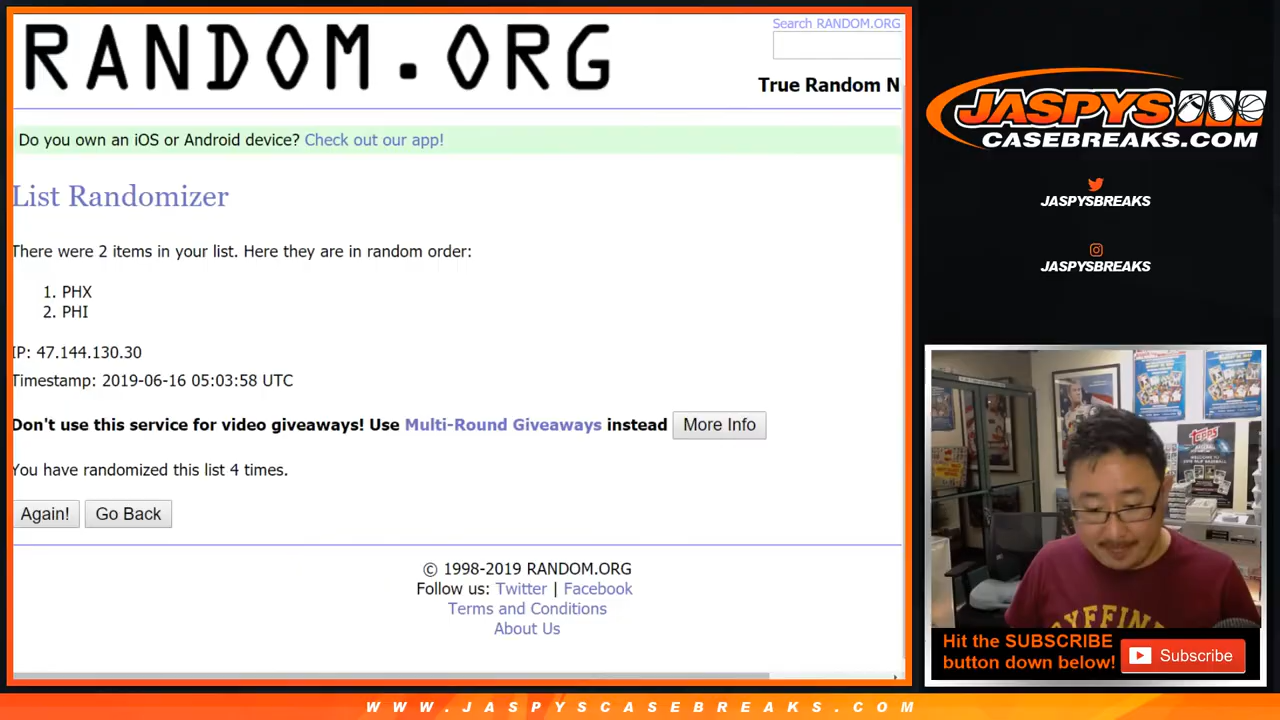 RANDOM.ORG
Search RANDOM.ORG
True Random N
Do you own an iOS or Android device? Check out our app!
List Randomizer
There were 2 items in your list. Here they are in random order:
1. PHX
2. PHI
IP: 47.144.130.30
Timestamp: 2019-06-16 05:03:58 UTC
Don't use this service for video giveaways! Use Multi-Round Giveaways instead More Info
You have randomized this list 4 times.
Again! Go Back
© 1998-2019 RANDOM.ORG
Follow us: Twitter | Facebook
Terms and Conditions
About Us
JASPYS
CASEBREAKS.COM
JASPYSBREAKS
JASPYSBREAKS
TOPPS
Hit the SUBSCRIBE
button down below!
Subscribe
WWW.JASPYSCASEBREAKS.COM